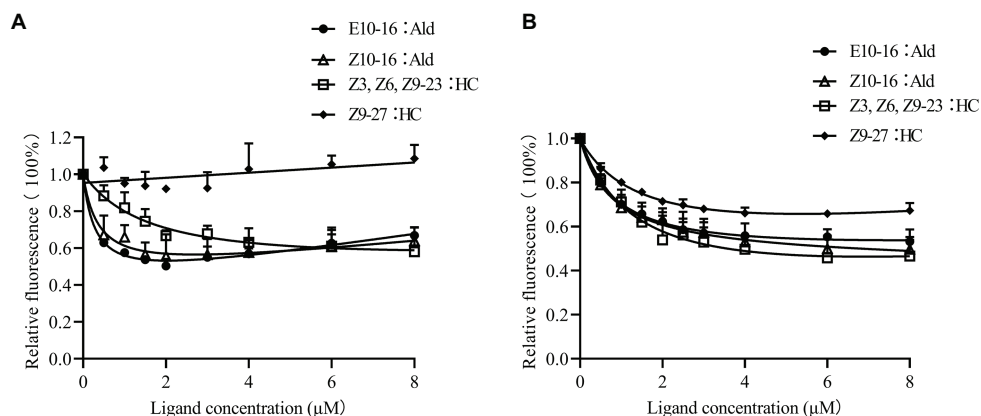 A
E10-16：Ald
Z10-16：Ald
Z3, Z6, Z9-23：HC
Z9-27：HC
Relative fluorescence（100%）
1.2
1.0
0.8
0.6
0.4
0.2
0.0
0 2 4 6 8
Ligand concentration (μM）
B
E10-16：Ald
Z10-16：Ald
Z3, Z6, Z9-23：HC
Z9-27：HC
Relative fluorescence（100%）
1.0
0.8
0.6
0.4
0.2
0.0
0 2 4 6 8
Ligand concentration (μM）